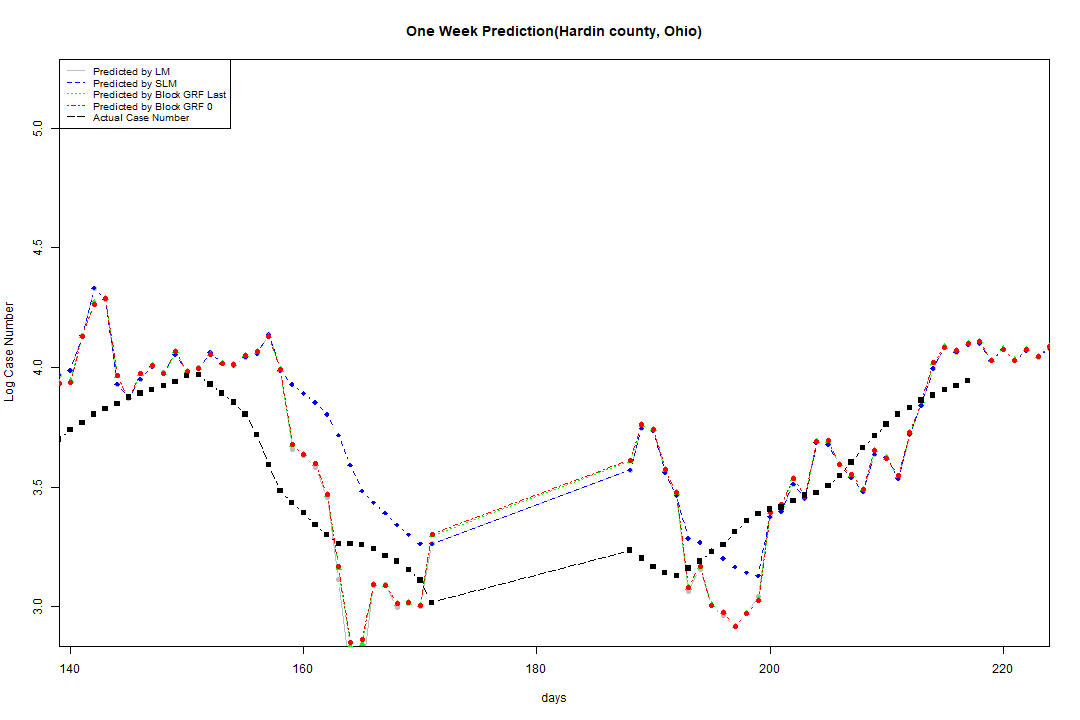 One Week Prediction(Hardin county, Ohio)
Predicted by LM
Predicted by SLM
Predicted by Block GRF Last
Predicted by Block GRF 0
Actual Case Number
5.0
4.5
4.0
3.5
3.0
Log Case Number
140 160 180 200 220
days